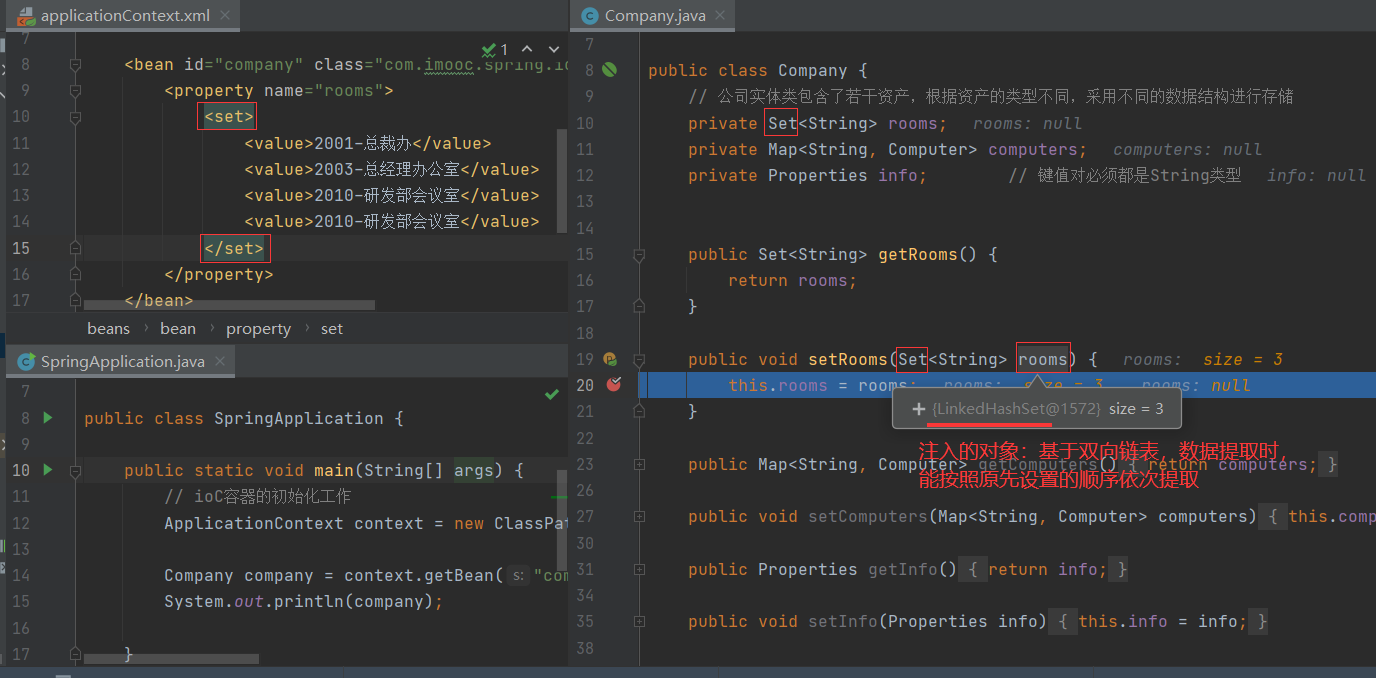 applicationContext.xml
1
7
8 <bean id="company" class="com.imooc.spring.io
9 <property name="rooms">
10 <set>
11 <value>2001-总裁办</value>
12 <value>2003-总经理办公室</value>
13 <value>2010-研发部会议室</value>
14 <value>2010-研发部会议室</value>
15 </set>
16 </property>
17 </bean>
beans › bean › property › set
SpringApplication.java
7
8 public class SpringApplication {
9
10 public static void main(String[] args) {
11 // ioC容器的初始化工作
12 ApplicationContext context = new ClassPat
13
14 Company company = context.getBean( s: "com
15 System.out.println(company);
16
17 }
Company.java
7
8 public class Company {
9 // 公司实体类包含了若干资产，根据资产的类型不同，采用不同的数据结构进行存储
10 private Set<String> rooms; rooms: null
11 private Map<String, Computer> computers; computers: null
12 private Properties info; // 键值对必须都是String类型 info: null
13
14
15 public Set<String> getRooms() {
16 return rooms;
17 }
18
19 public void setRooms(Set<String> rooms) { rooms: size = 3
20 this.rooms = rooms; rooms: size = 3 rooms: null
21 }
+ {LinkedHashSet@1572} size = 3
22
注入的对象：基于双向链表，数据提取时，
能按照原先设置的顺序依次提取
23 public Map<String, Computer> getComputers() { return computers; }
26
27 public void setComputers(Map<String, Computer> computers) { this.comp
30
31 public Properties getInfo() { return info; }
34
35 public void setInfo(Properties info) { this.info = info; }
38